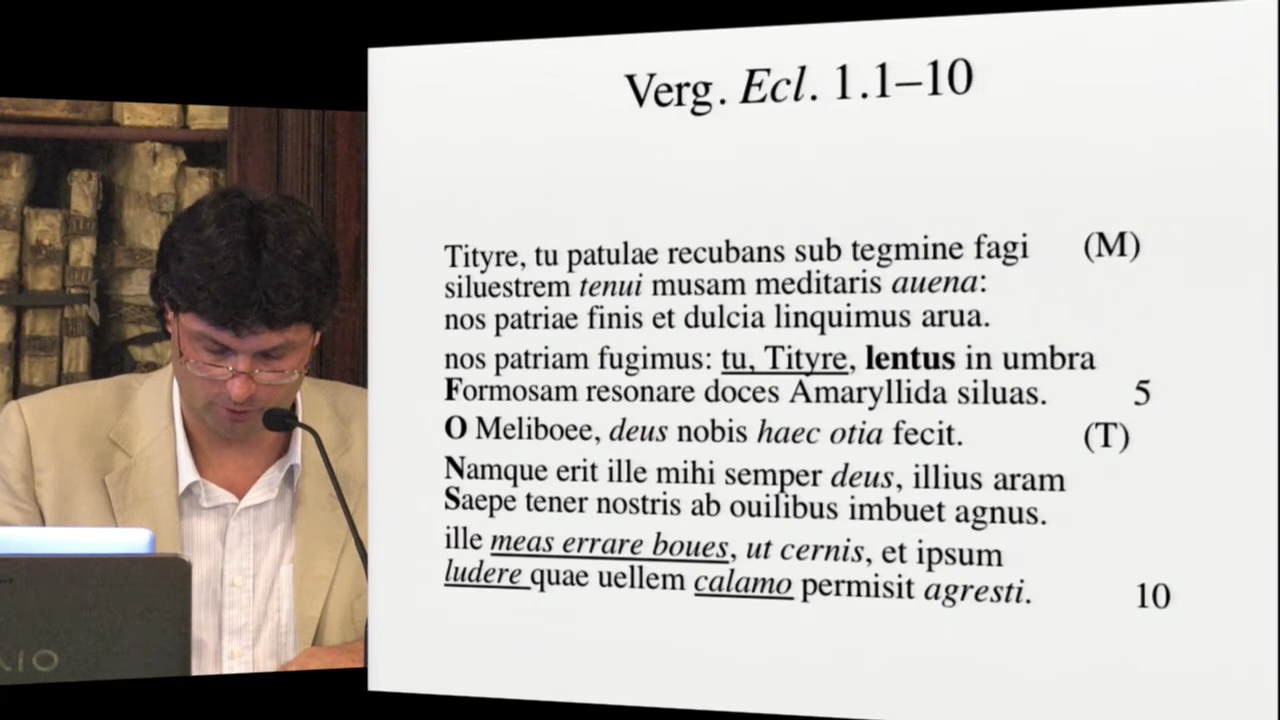 Verg. Ecl. 1.1–10
Tityre, tu patulae recubans sub tegmine fagi (M)
siluestrem tenui musam meditaris auena:
nos patriae finis et dulcia linquimus arua.
nos patriam fugimus: tu, Tityre, lentus in umbra
Formosam resonare doces Amaryllida siluas. 5
O Meliboee, deus nobis haec otia fecit. (T)
Namque erit ille mihi semper deus, illius aram
Saepe tener nostris ab ouilibus imbuet agnus.
ille meas errare boues, ut cernis, et ipsum
ludere quae uellem calamo permisit agresti. 10